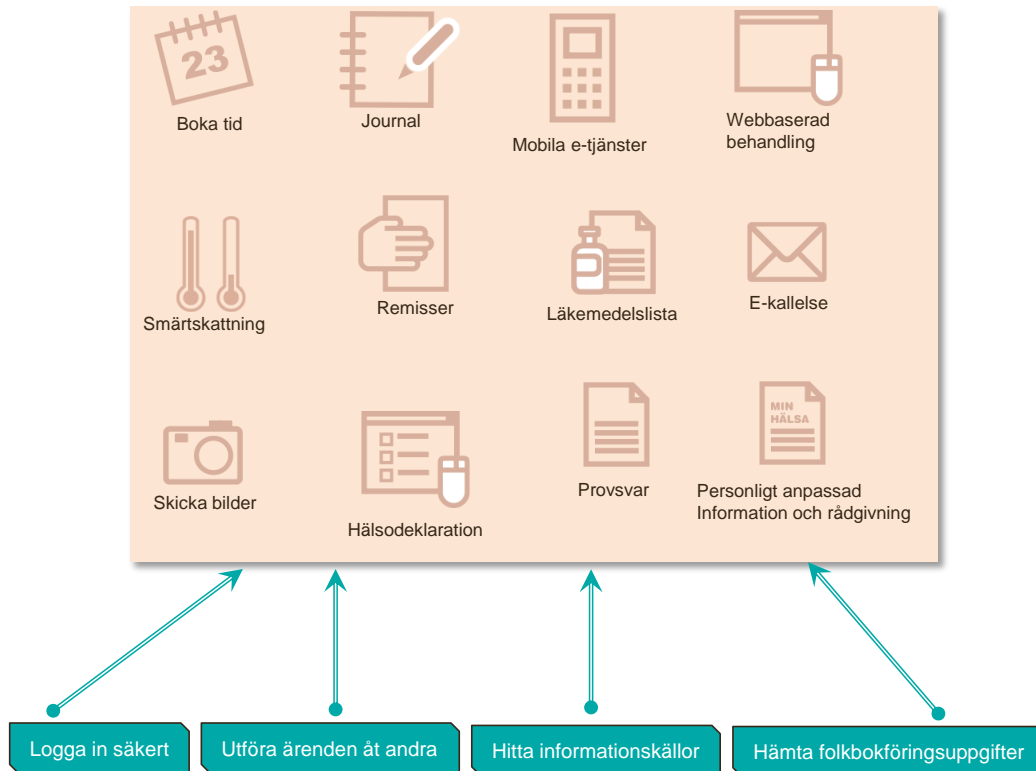 23
Boka tid
Journal
Mobila e-tjänster
Webbaserad
behandling
Smärtskattning
Remisser
Läkemedelslista
E-kallelse
Skicka bilder
Hälsodeklaration
Provsvar
MIN
HÄLSA
Personligt anpassad
Information och rådgivning
Logga in säkert
Utföra ärenden åt andra
Hitta informationskällor
Hämta folkbokföringsuppgifter